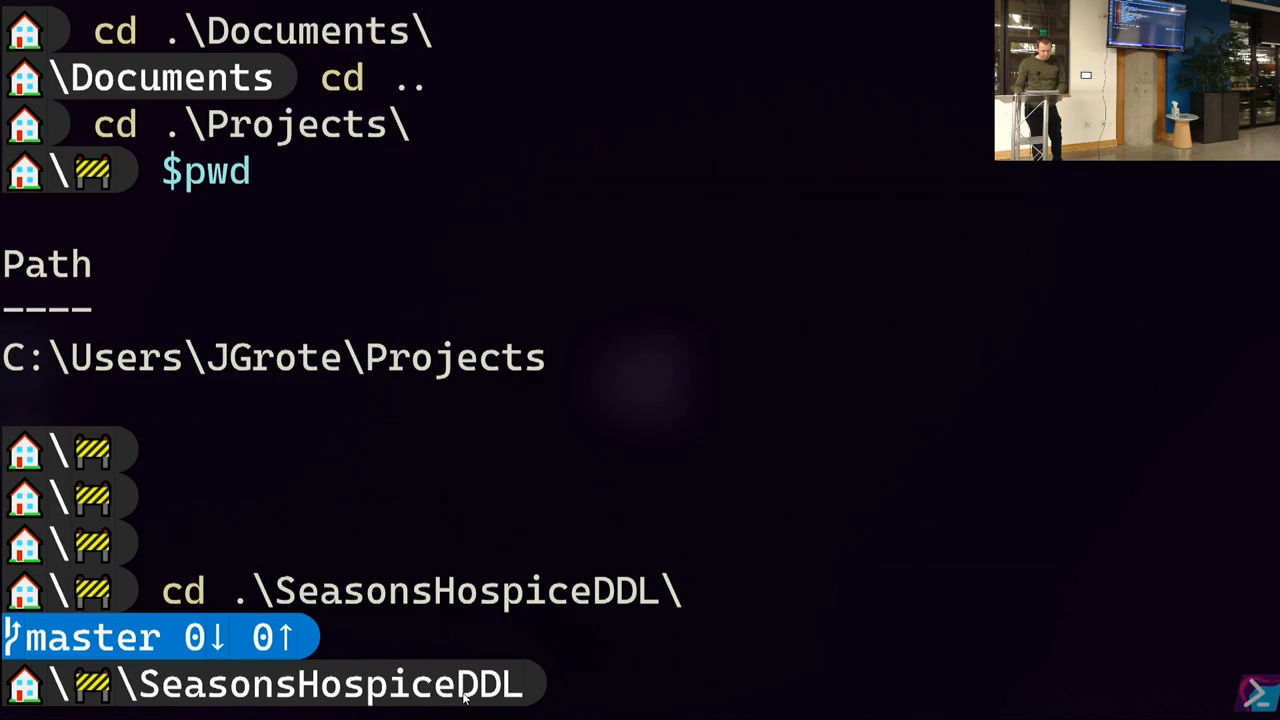 cd .\Documents\
\Documents cd ..
cd .\Projects\
\ $pwd
Path
----
C:\Users\JGrote\Projects
\
\
\
\ cd .\SeasonsHospiceDDL\
master 0↓ 0↑
\ \SeasonsHospiceDDL